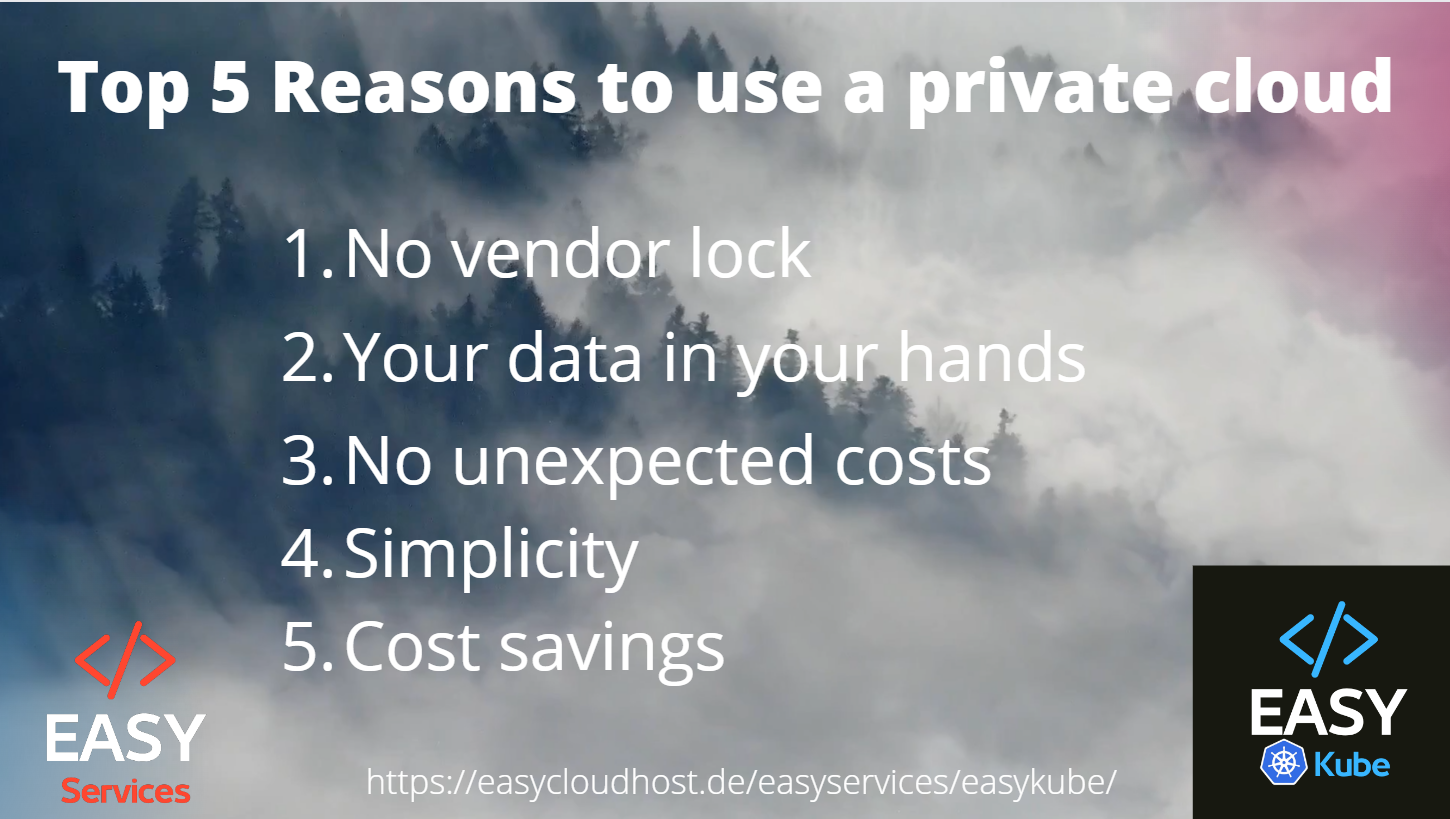 Top 5 Reasons to use a private cloud
1. No vendor lock
2. Your data in your hands
3. No unexpected costs
4. Simplicity
5. Cost savings
</>
EASY
Services
https://easycloudhost.de/easyservices/easykube/
</>
EASY
Kube